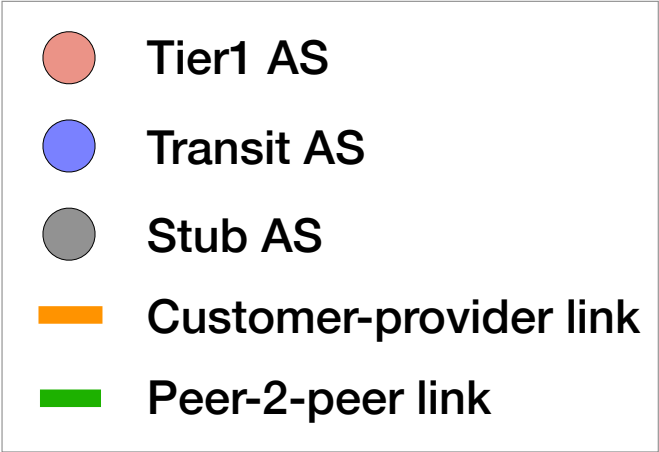 Tier1 AS
Transit AS
Stub AS
Customer-provider link
Peer-2-peer link